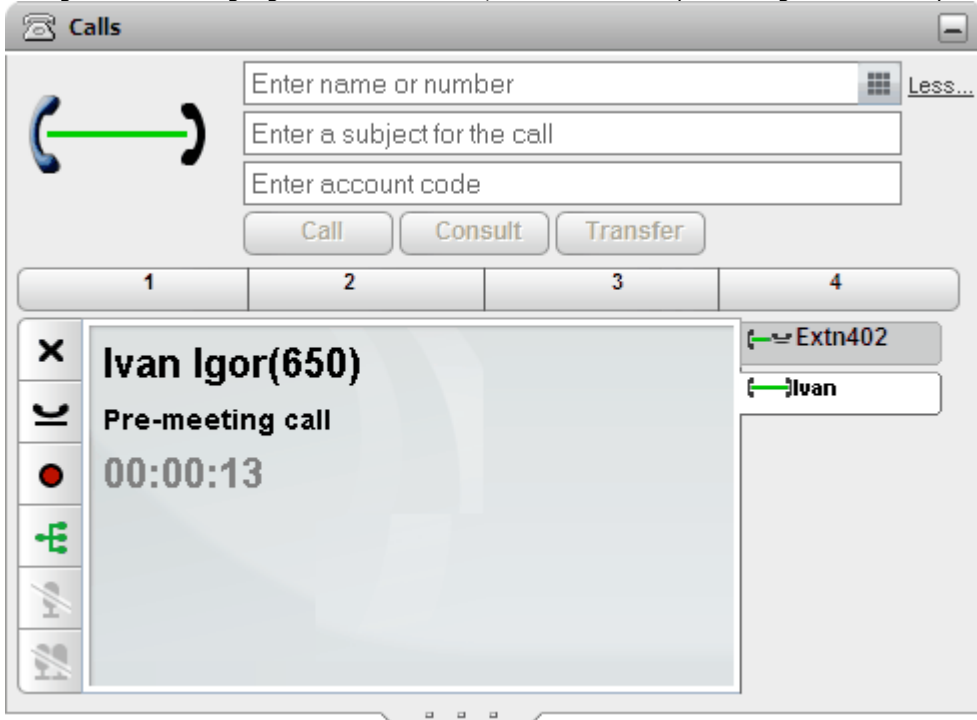 Calls
Enter name or number
Less...
Enter a subject for the call
Enter account code
Call Consult Transfer
1 2 3 4
Ivan Igor(650)
Pre-meeting call
00:00:13
Extn402
Ivan